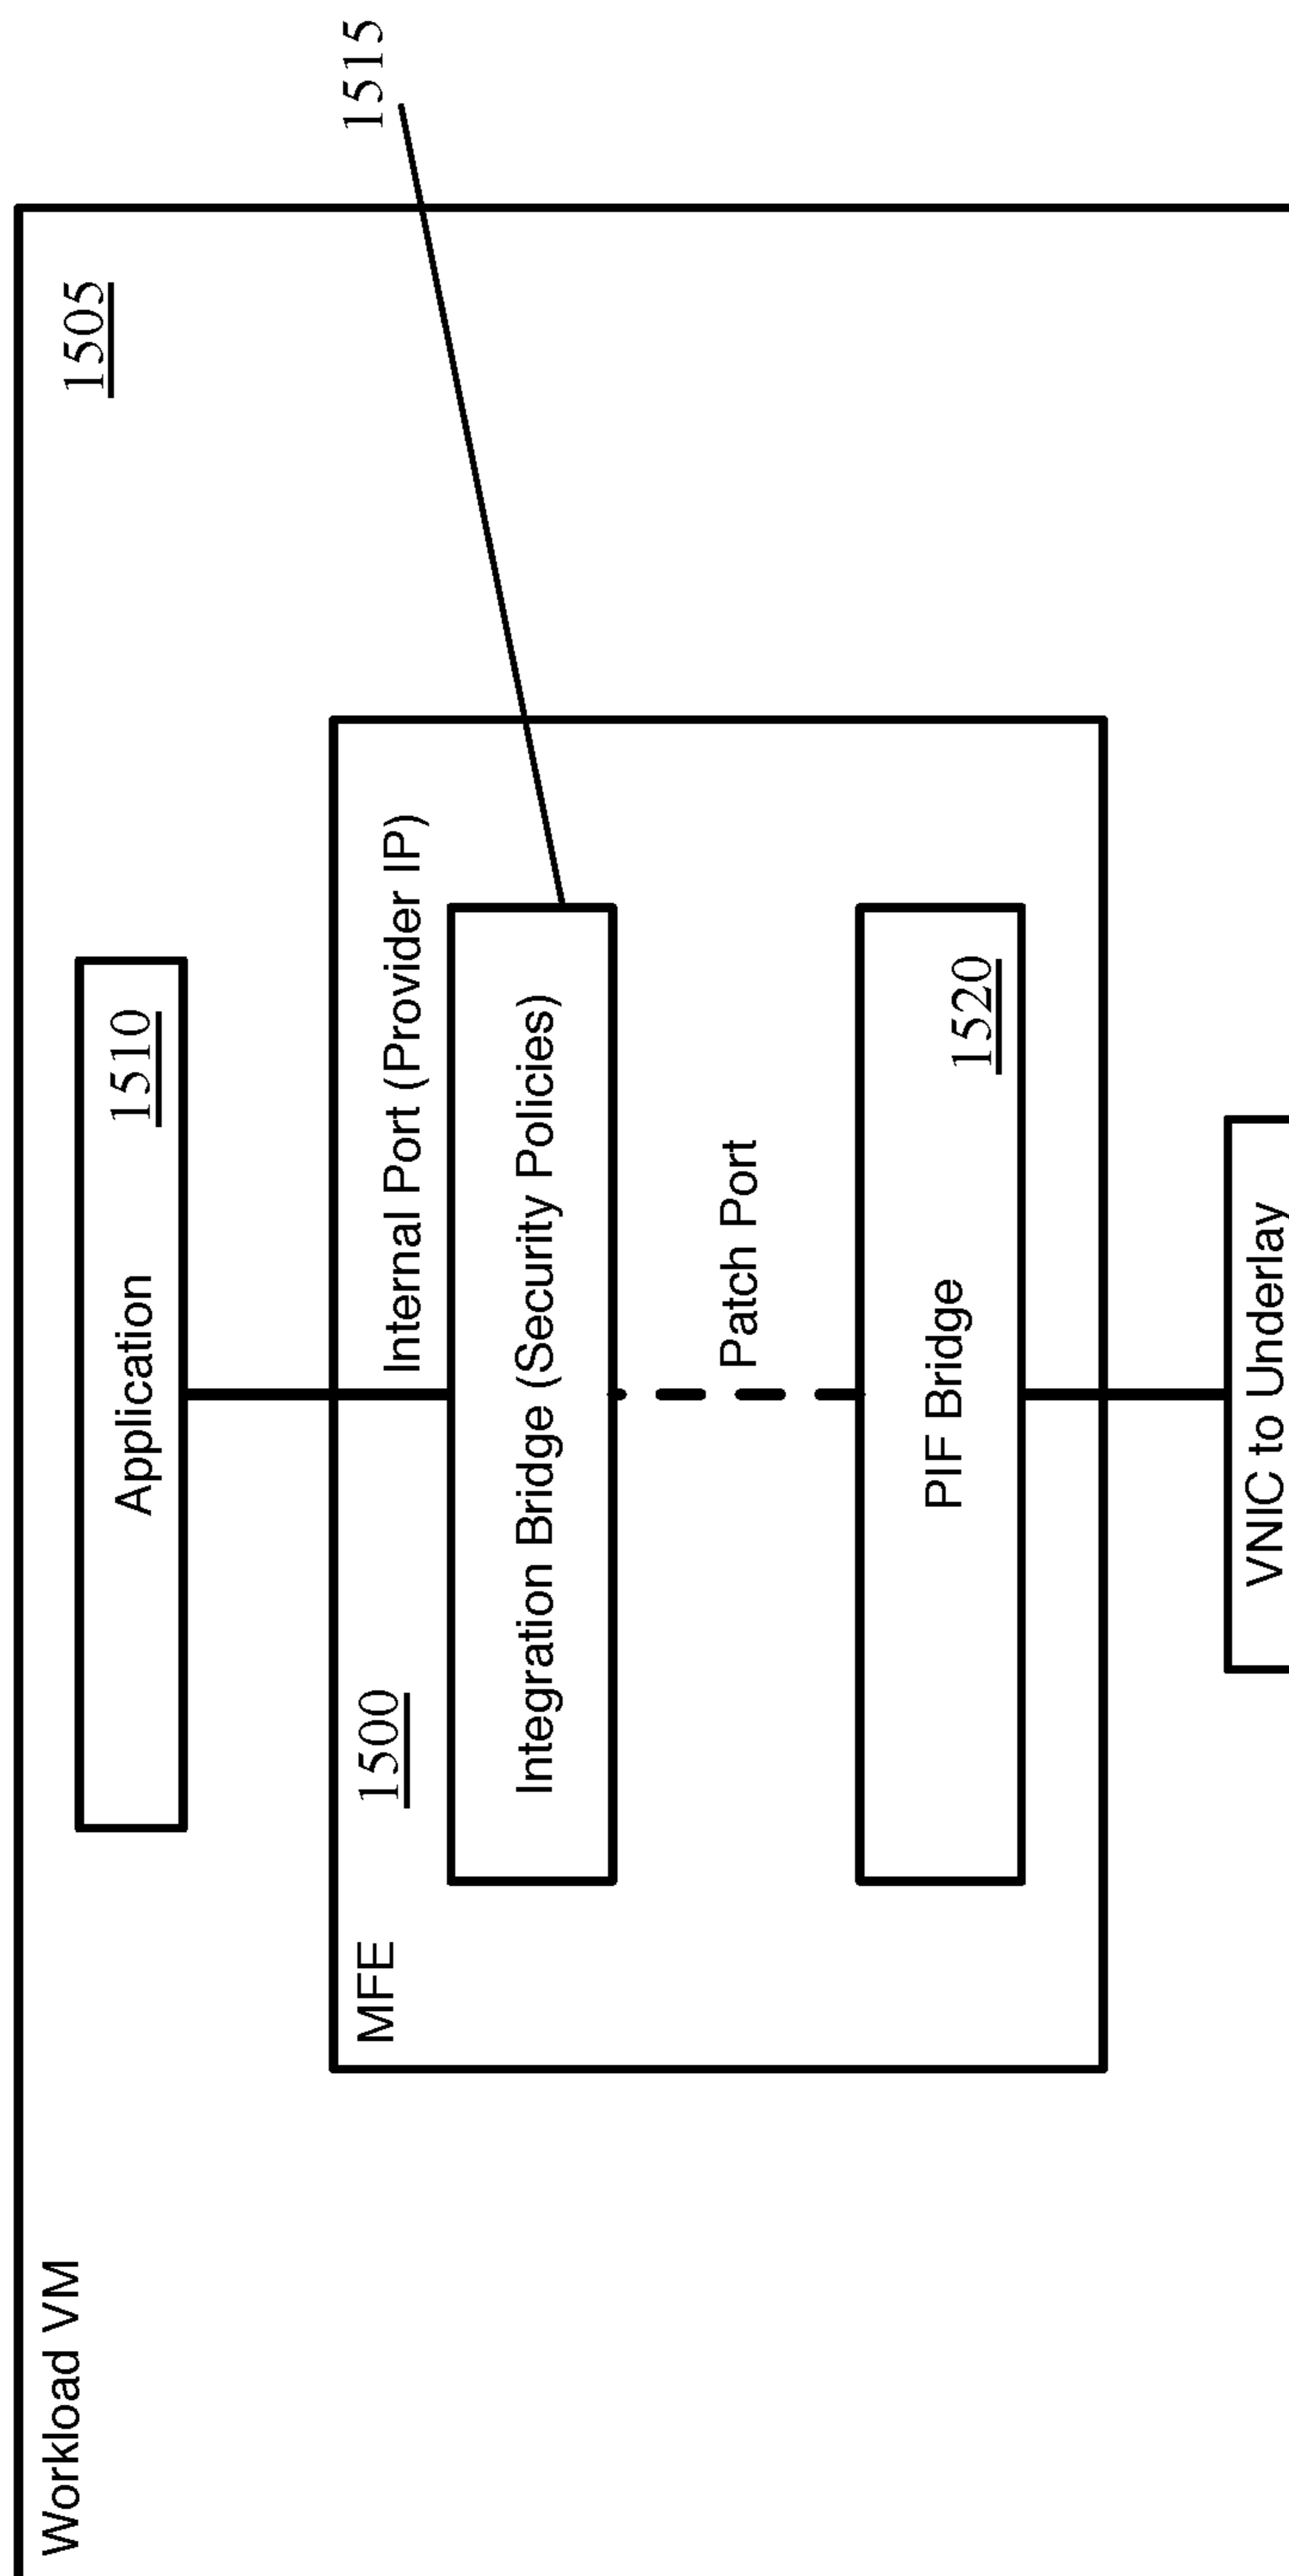 Workload VM
1505
Application
1510
1515
MFE
1500
Internal Port (Provider IP)
Integration Bridge (Security Policies)
Patch Port
PIF Bridge
1520
VNIC to Underlay